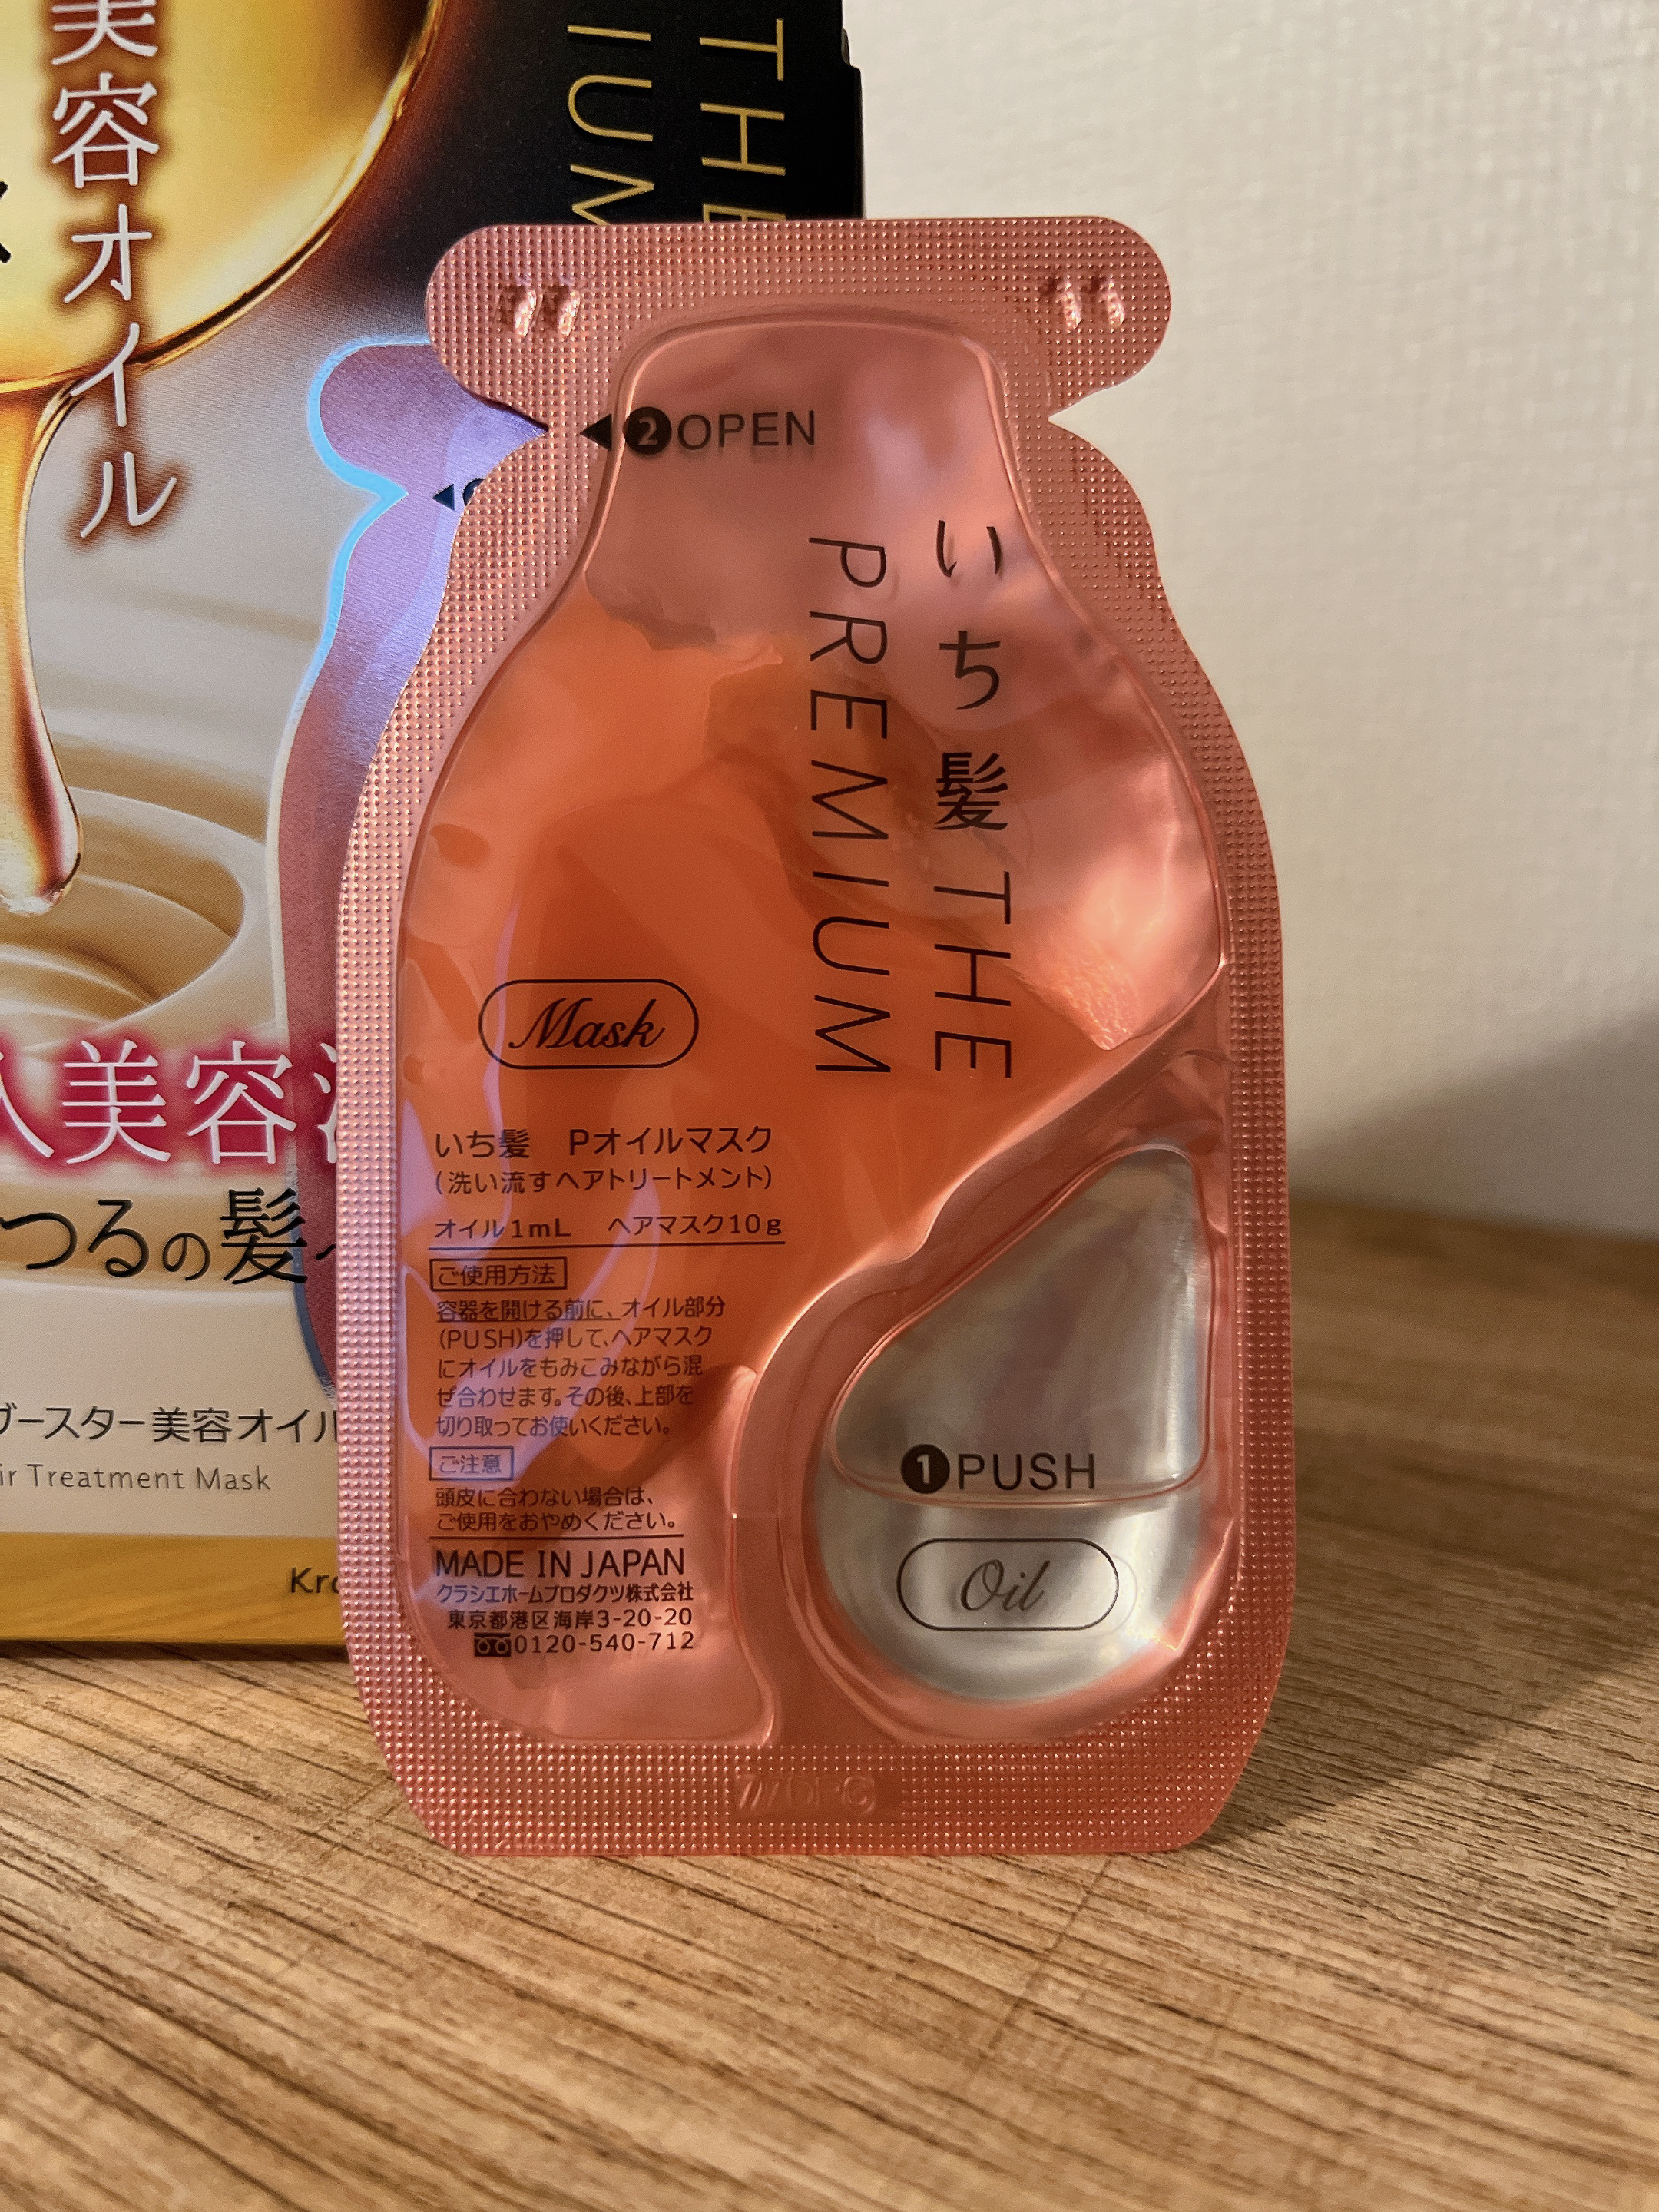 美容オイル
THE
IUM
❷OPEN
いち髪 THE
PREMIUM
Mask
いち髪 Pオイルマスク
(洗い流すヘアトリートメント)
オイル1mL ヘアマスク10g
ご使用方法
容器を開ける前に、オイル部分
(PUSH)を押して、ヘアマスク
にオイルをもみこみながら混
ぜ合わせます。その後、上部を
切り取ってお使いください。
ご注意
頭皮に合わない場合は、
ご使用をおやめください。
MADE IN JAPAN
クラシエホームプロダクツ株式会社
東京都港区海岸3-20-20
0120-540-712
❶PUSH
Oil
美容
つるの髪へ
ブースター美容オイル
Treatment Mask